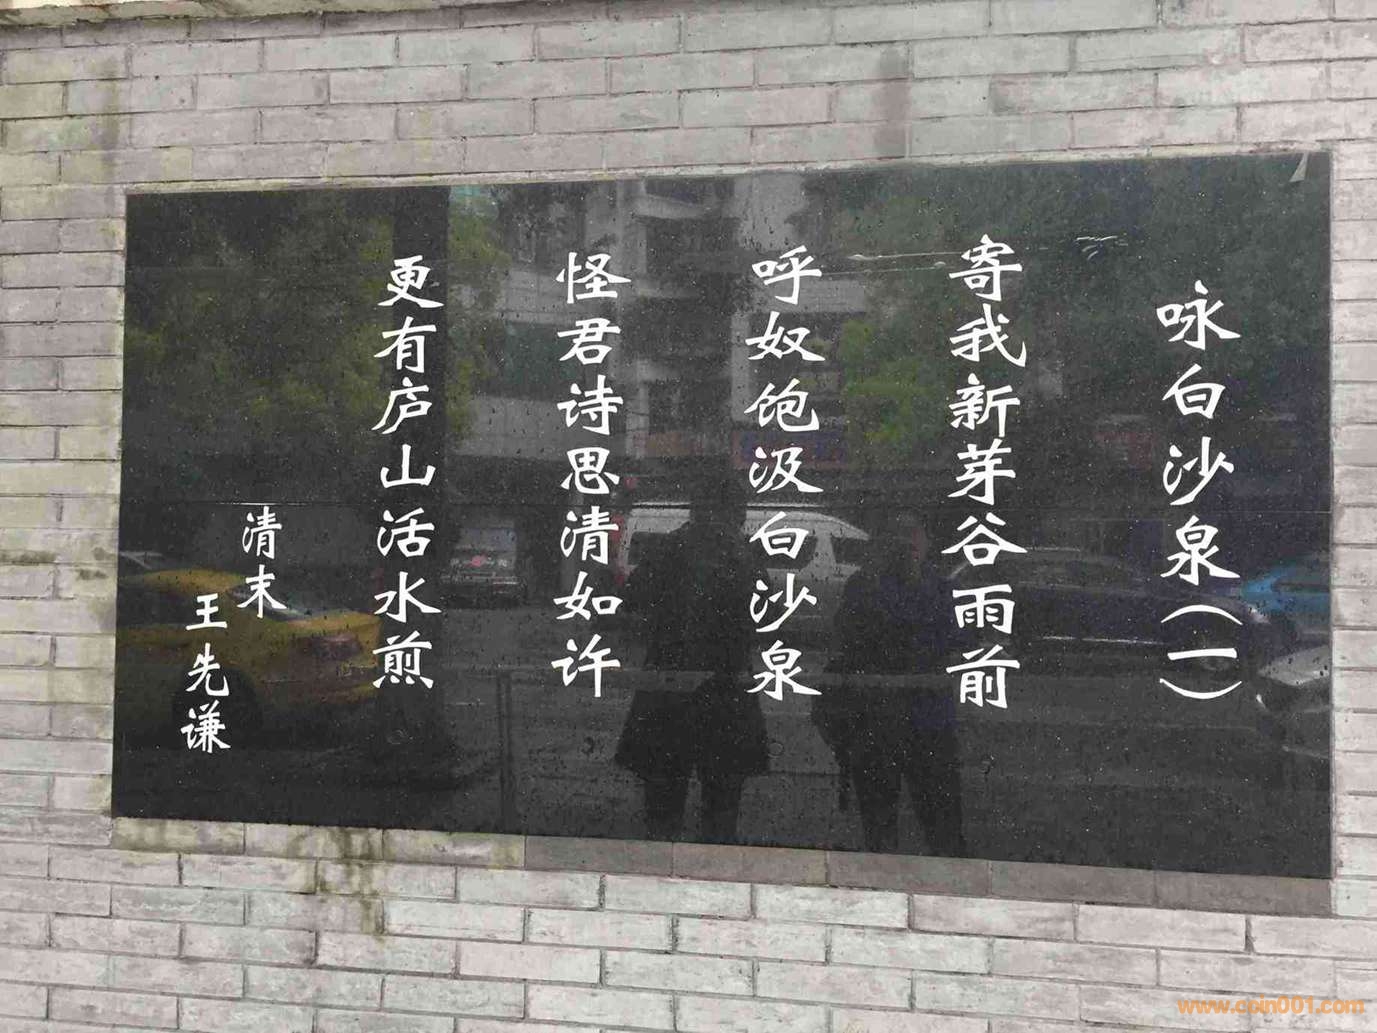 咏白沙泉(一)
寄我新芽谷雨前
呼奴饱汲白沙泉
怪君诗思清如许
更有庐山活水煎
清末
王先谦
www.coin001.com